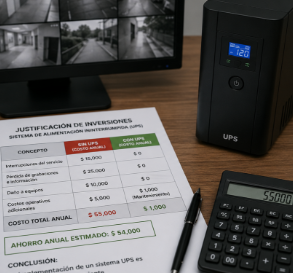 120
UPS
JUSTIFICACIÓN DE INVERSIONES
SISTEMA DE ALIMENTACIÓN ININTERRUMPIDA (UPS)
CONCEPTO SIN UPS (COSTO ANUAL) CON UPS (COSTO ANUAL)
Interrupciones del servicio $ 15,000 $ 0
Pérdida de grabaciones e información $ 25,000 $ 0
Daño a equipos $ 10,000 $ 0
Costos operativos adicionales $ 5,000 $ 1,000 (Mantenimiento)
COSTO TOTAL ANUAL $ 55,000 $ 1,000
AHORRO ANUAL ESTIMADO: $ 54,000
CONCLUSIÓN:
implementación de un sistema UPS es
55000